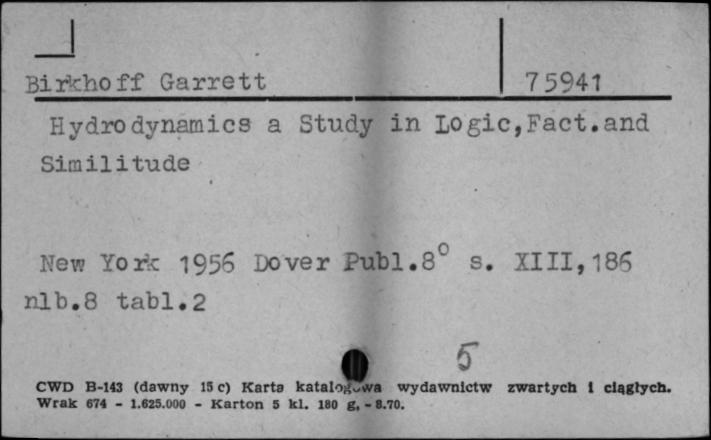 Birkhoff Garrett 75941
Hydrodynamics a Study in Logic,Fact.and
Similitude
New York 1956 Dover Publ.8° s. XIII,186
nlb.8 tabl.2
5
CWD B-143 (dawny 15 c) Karta katalogowa wydawnictw zwartych i ciągłych.
Wrak 674 - 1.625.000 - Karton 5 kl. 180 g, - 8.70.